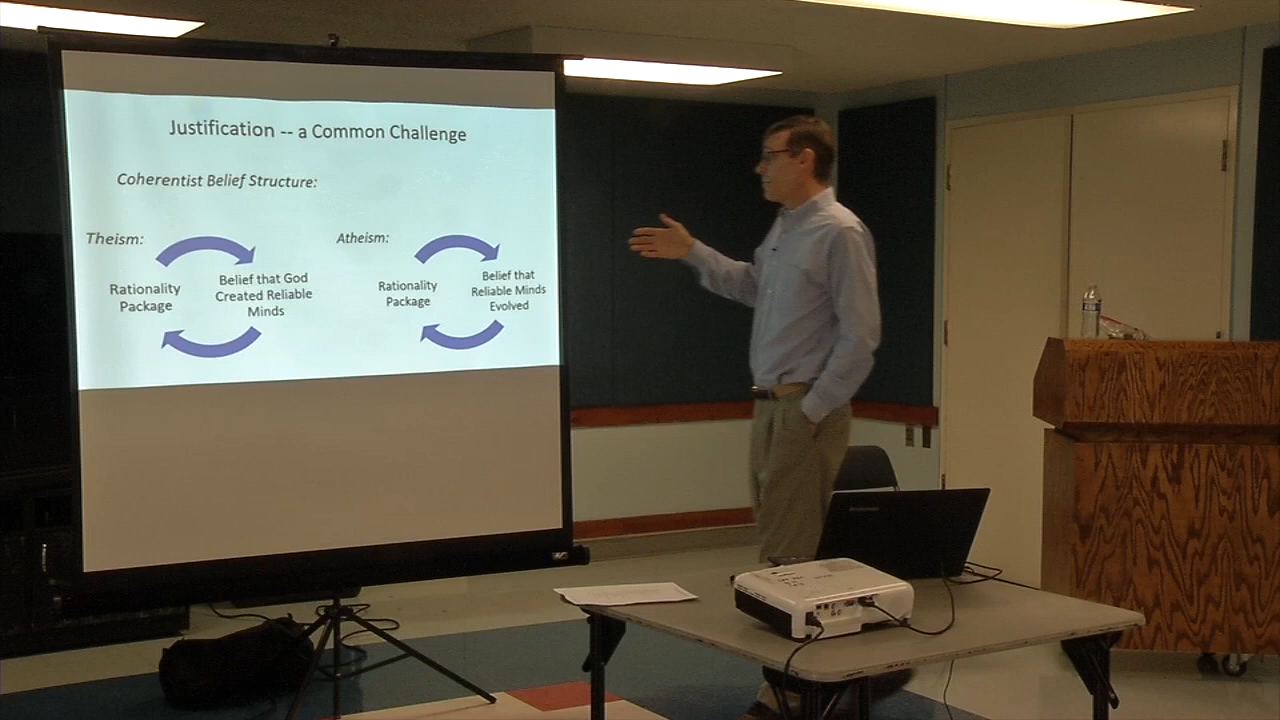 Justification -- a Common Challenge
Coherentist Belief Structure:
Theism:
Rationality
Package
Belief that God
Created Reliable
Minds
Atheism:
Rationality
Package
Belief that
Reliable Minds
Evolved